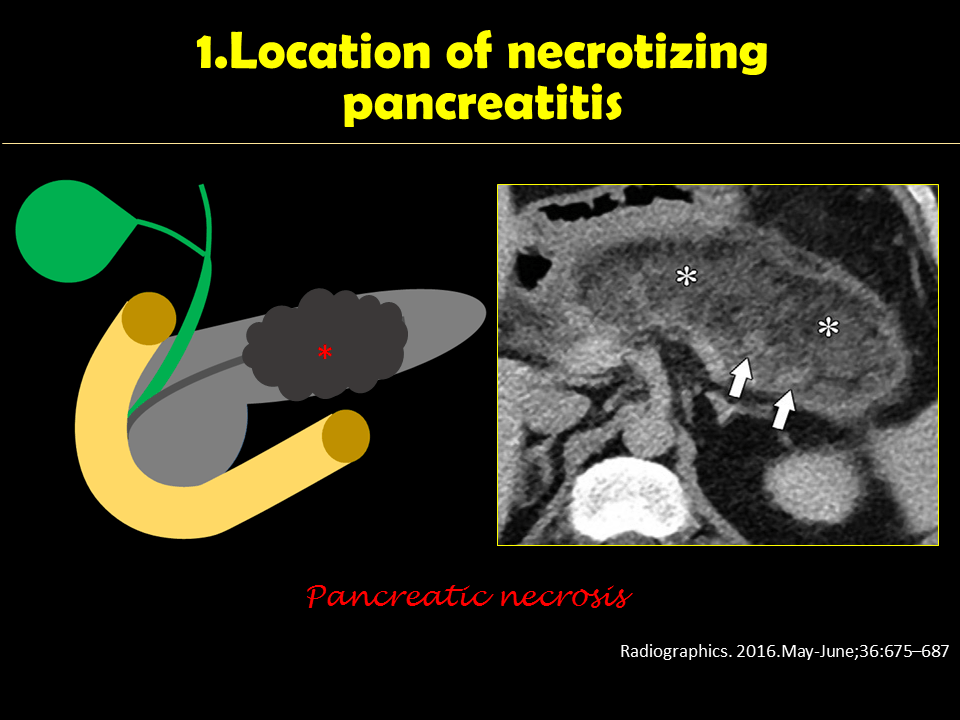 1.Location of necrotizing
pancreatitis
*
*
*
Pancreatic necrosis
Radiographics. 2016.May-June;36:675–687